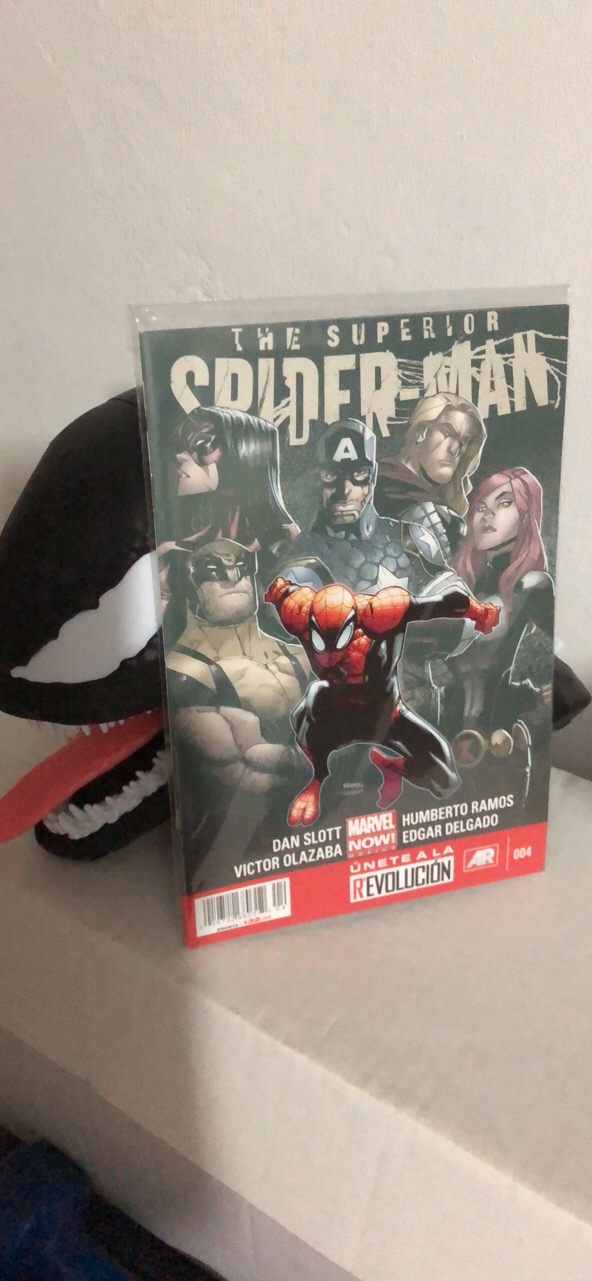 THE SUPERIOR
SPIDER-MAN
A
DAN SLOTT
VICTOR OLAZABA
MARVEL
NOW!
HUMBERTO RAMOS
EDGAR DELGADO
ÚNETE A LA
REVOLUCIÓN
AR
004